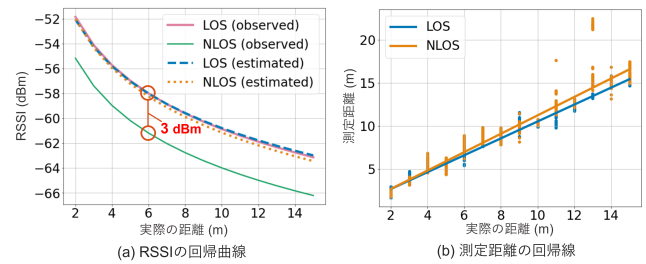 −52
−54
−56
−58
−60
−62
−64
−66
RSSI (dBm)
LOS (observed)
NLOS (observed)
LOS (estimated)
NLOS (estimated)
3 dBm
2 4 6 8 10 12 14
実際の距離 (m)
(a) RSSIの回帰曲線
20
15
10
5
測定距離 (m)
LOS
NLOS
2 4 6 8 10 12 14
実際の距離 (m)
(b) 測定距離の回帰線